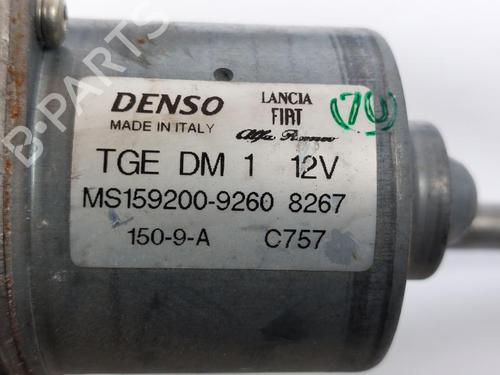 DENSO
MADE IN ITALY
LANCIA
FIAT
Alfa Romeo
TGE DM 1 12V
MS159200-9260 8267
150-9-A C757
B-PARTS